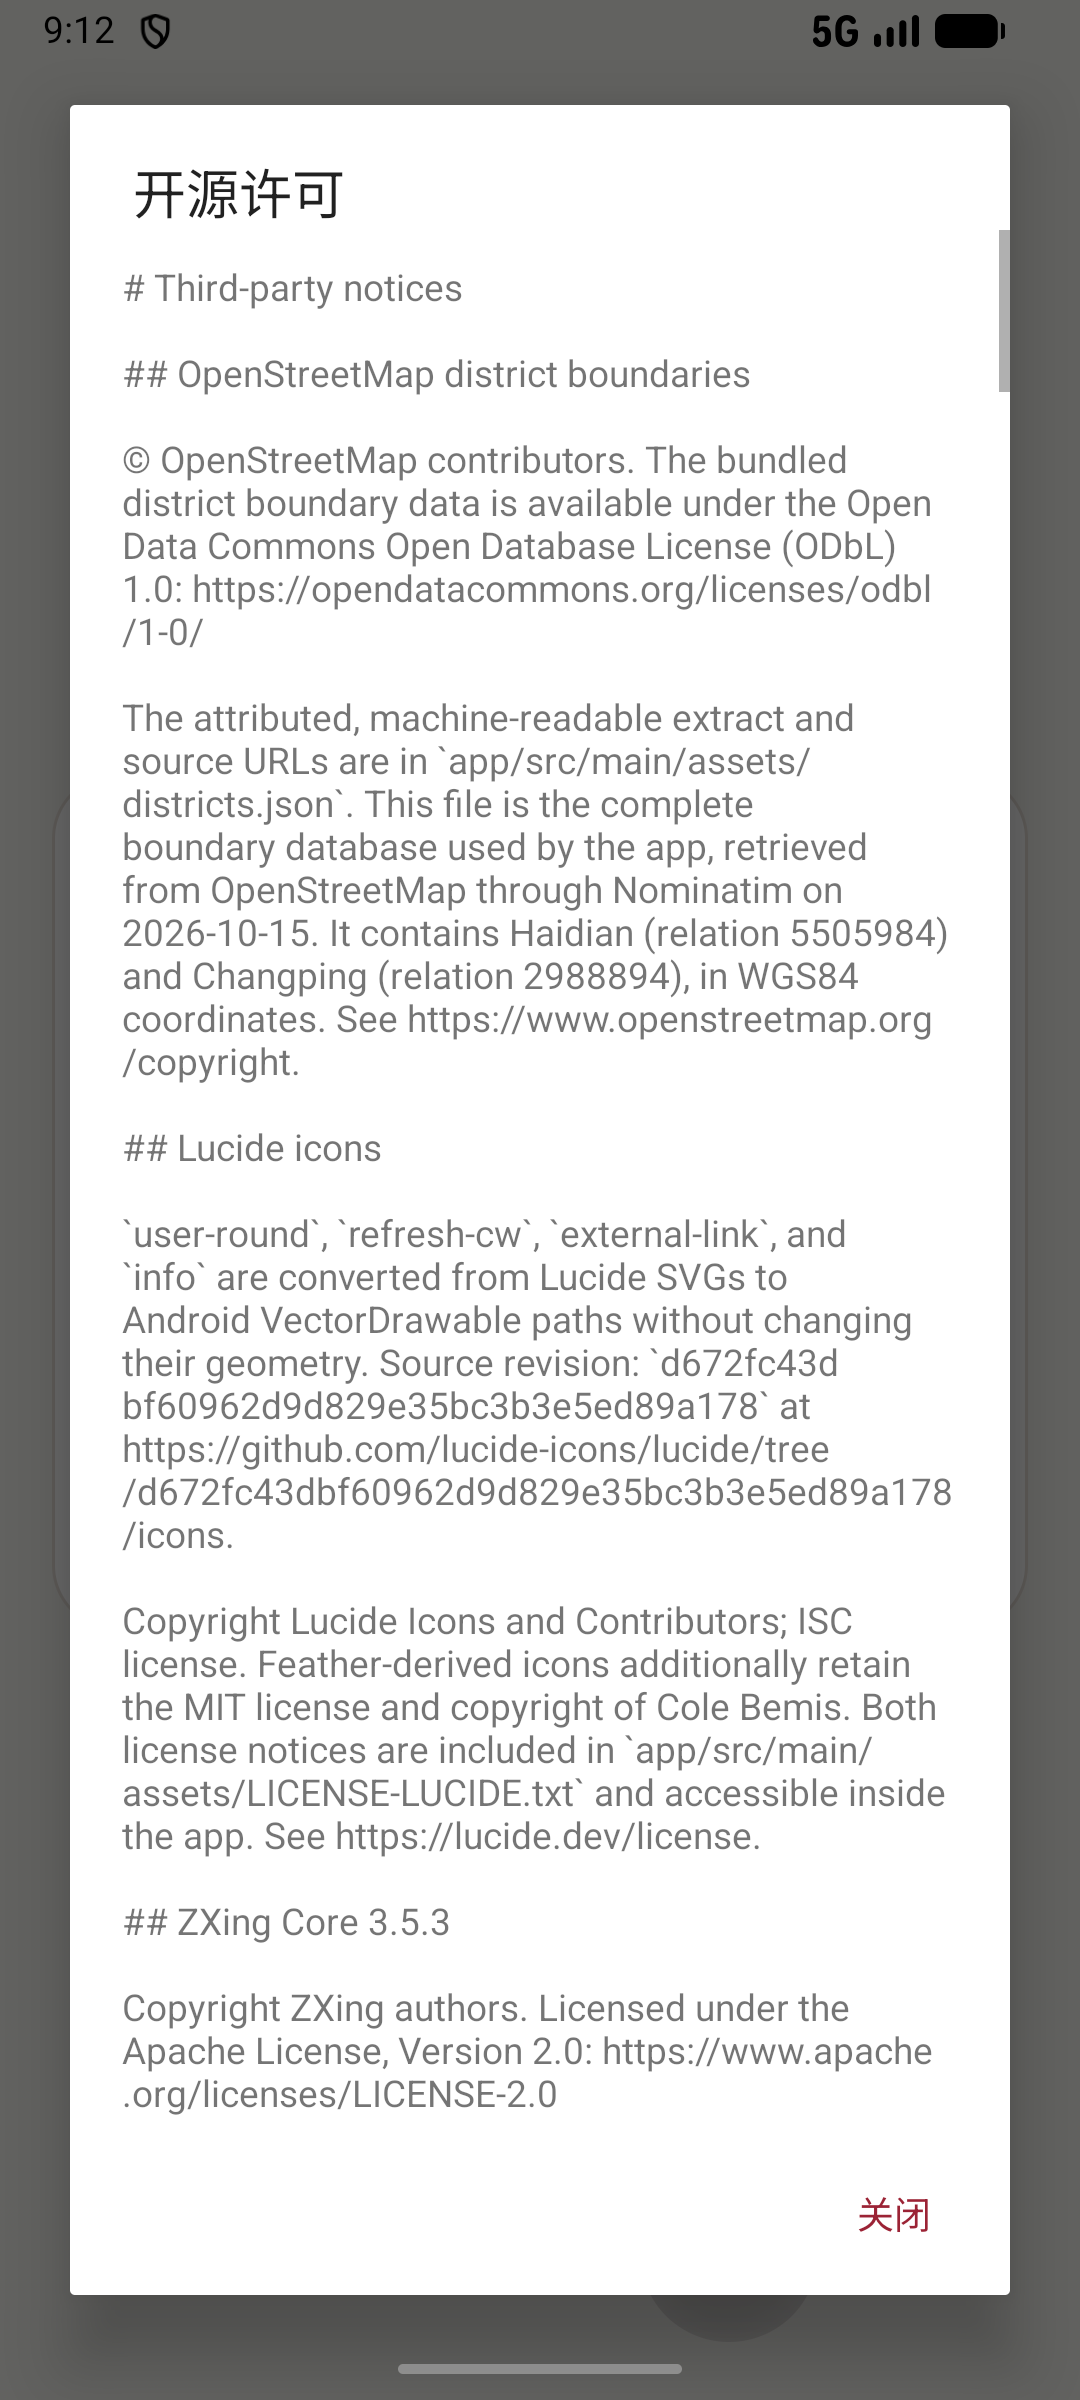 9:12
5G
开源许可
# Third-party notices
## OpenStreetMap district boundaries
© OpenStreetMap contributors. The bundled
district boundary data is available under the Open
Data Commons Open Database License (ODbL)
1.0: https://opendatacommons.org/licenses/odbl
/1-0/
The attributed, machine-readable extract and
source URLs are in `app/src/main/assets/
districts.json`. This file is the complete
boundary database used by the app, retrieved
from OpenStreetMap through Nominatim on
2026-10-15. It contains Haidian (relation 5505984)
and Changping (relation 2988894), in WGS84
coordinates. See https://www.openstreetmap.org
/copyright.
## Lucide icons
`user-round`, `refresh-cw`, `external-link`, and
`info` are converted from Lucide SVGs to
Android VectorDrawable paths without changing
their geometry. Source revision: `d672fc43d
bf60962d9d829e35bc3b3e5ed89a178` at
https://github.com/lucide-icons/lucide/tree
/d672fc43dbf60962d9d829e35bc3b3e5ed89a178
/icons.
Copyright Lucide Icons and Contributors; ISC
license. Feather-derived icons additionally retain
the MIT license and copyright of Cole Bemis. Both
license notices are included in `app/src/main/
assets/LICENSE-LUCIDE.txt` and accessible inside
the app. See https://lucide.dev/license.
## ZXing Core 3.5.3
Copyright ZXing authors. Licensed under the
Apache License, Version 2.0: https://www.apache
.org/licenses/LICENSE-2.0
关闭